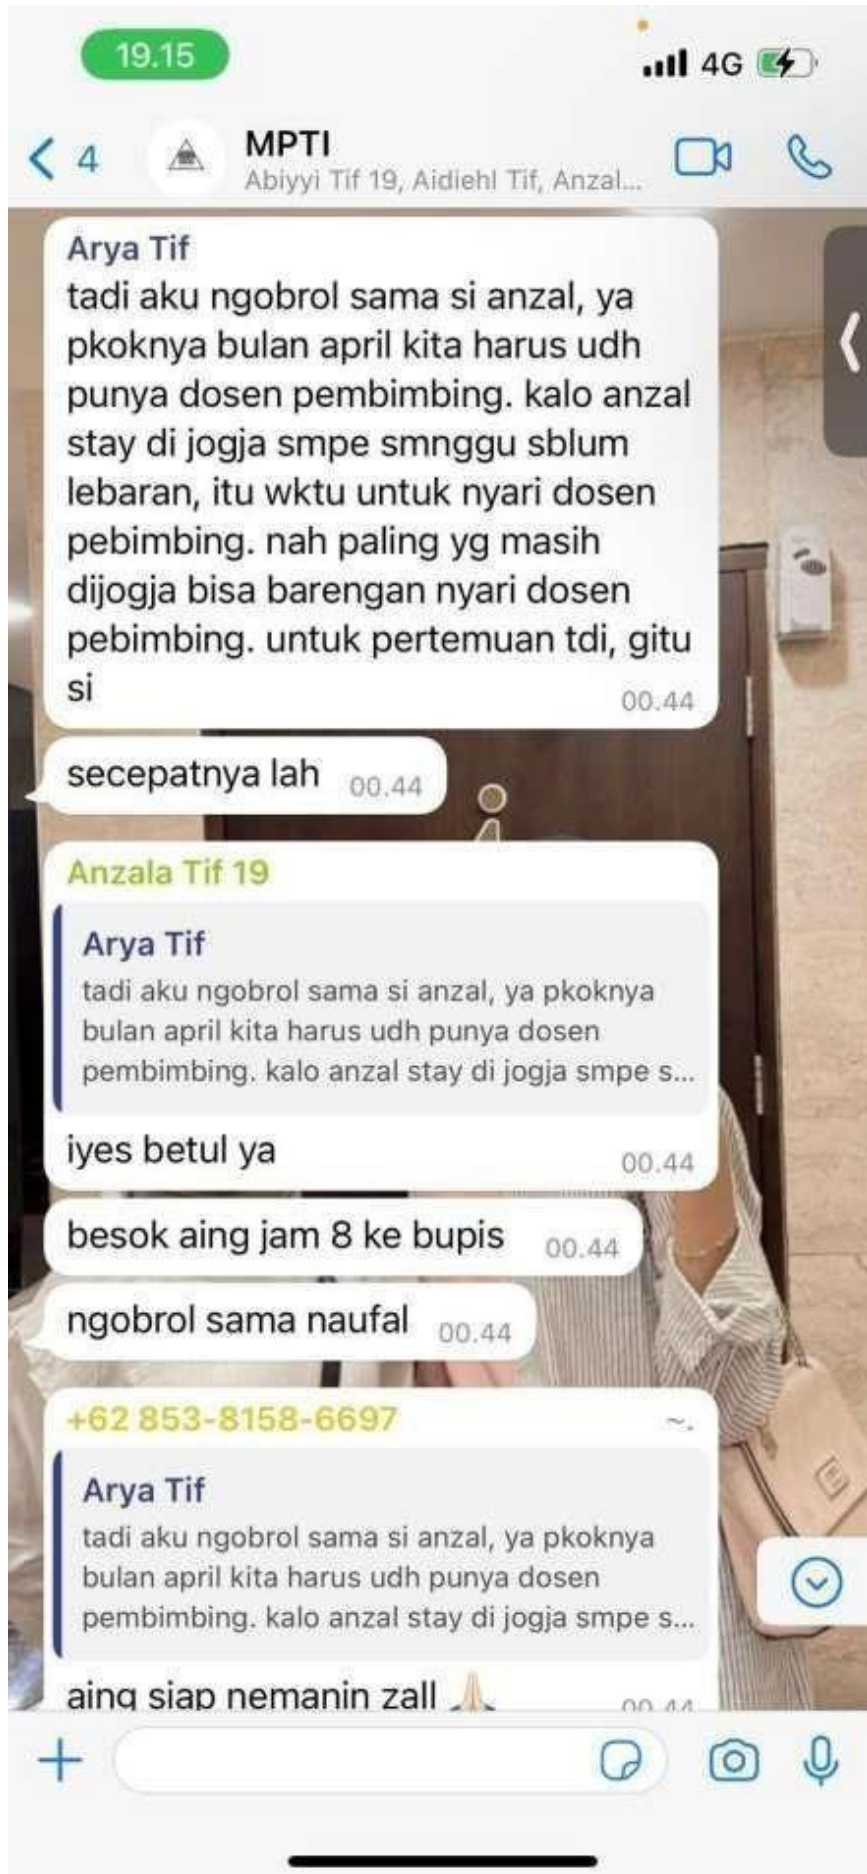 19.15
4G
4
MPTI
Abiyyi Tif 19, Aidiehl Tif, Anzal...
Arya Tif
tadi aku ngobrol sama si anzal, ya
pkoknya bulan april kita harus udh
punya dosen pembimbing. kalo anzal
stay di jogja smpe smnggu sblum
lebaran, itu wktu untuk nyari dosen
pebimbing. nah paling yg masih
dijogja bisa barengan nyari dosen
pebimbing. untuk pertemuan tdi, gitu
si
00.44
secepatnya lah 00.44
Anzala Tif 19
Arya Tif
tadi aku ngobrol sama si anzal, ya pkoknya
bulan april kita harus udh punya dosen
pembimbing. kalo anzal stay di jogja smpe s...
iyes betul ya 00.44
besok aing jam 8 ke bupis 00.44
ngobrol sama naufal 00.44
+62 853-8158-6697 ~.
Arya Tif
tadi aku ngobrol sama si anzal, ya pkoknya
bulan april kita harus udh punya dosen
pembimbing. kalo anzal stay di jogja smpe s...
aing siap nemanin zall 🙏🏻 00.44